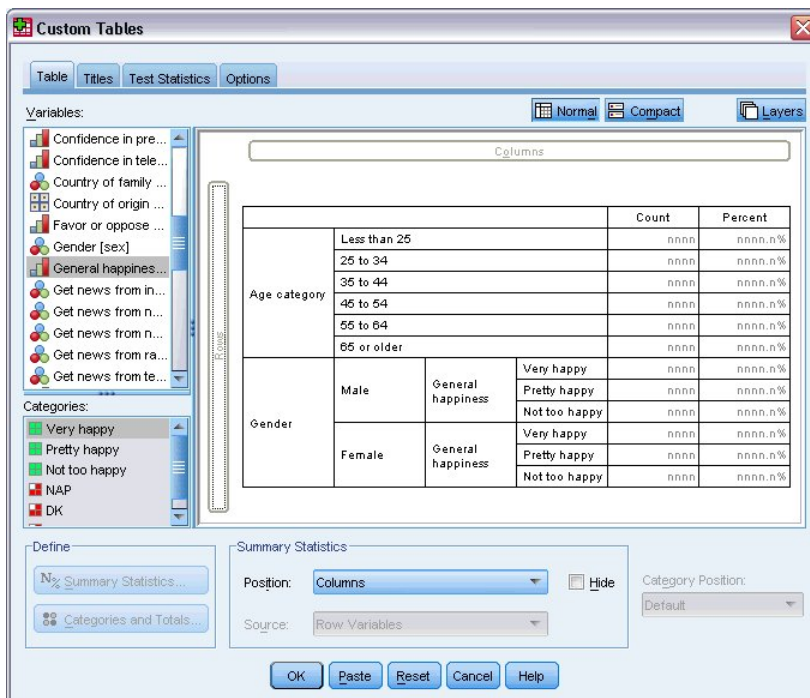 Custom Tables
Table Titles Test Statistics Options
Variables:
Normal Compact Layers
Confidence in pre...
Confidence in tele...
Country of family ...
Country of origin ...
Favor or oppose ...
Gender [sex]
General happines...
Get news from in...
Get news from n...
Get news from n...
Get news from ra...
Get news from te...
Categories:
Very happy
Pretty happy
Not too happy
NAP
DK
Columns
Rows
Count Percent
Age category
Less than 25 nnnn nnnn.n%
25 to 34 nnnn nnnn.n%
35 to 44 nnnn nnnn.n%
45 to 54 nnnn nnnn.n%
55 to 64 nnnn nnnn.n%
65 or older nnnn nnnn.n%
Gender
Male
General
happiness
Very happy nnnn nnnn.n%
Pretty happy nnnn nnnn.n%
Not too happy nnnn nnnn.n%
Female
General
happiness
Very happy nnnn nnnn.n%
Pretty happy nnnn nnnn.n%
Not too happy nnnn nnnn.n%
Define
N% Summary Statistics...
Categories and Totals...
Summary Statistics
Position: Columns Hide
Source: Row Variables
Category Position:
Default
OK Paste Reset Cancel Help